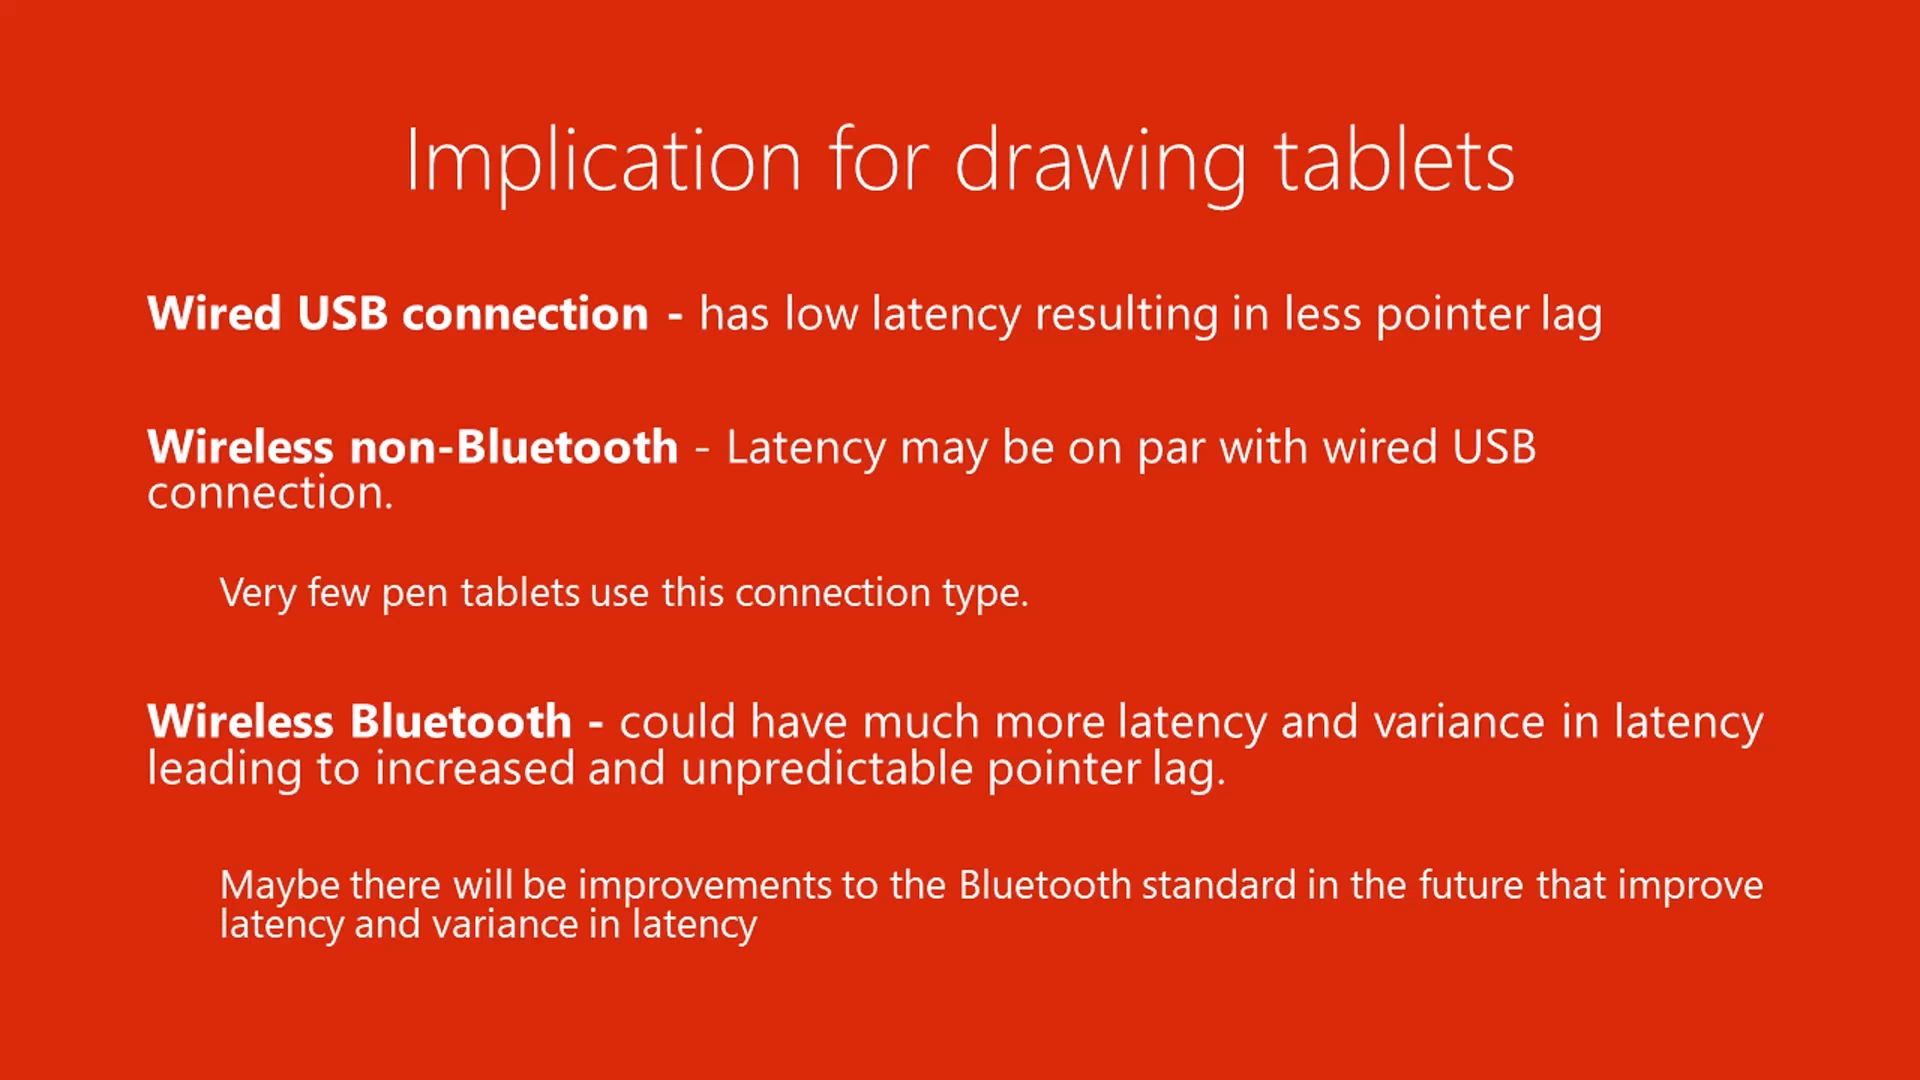 Implication for drawing tablets
Wired USB connection - has low latency resulting in less pointer lag
Wireless non-Bluetooth - Latency may be on par with wired USB
connection.
Very few pen tablets use this connection type.
Wireless Bluetooth - could have much more latency and variance in latency
leading to increased and unpredictable pointer lag.
Maybe there will be improvements to the Bluetooth standard in the future that improve
latency and variance in latency